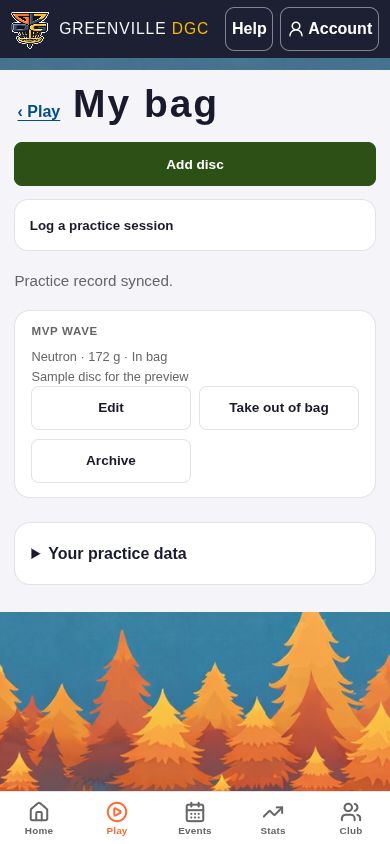 GREENVILLE DGC
Help
Account
‹ Play My bag
Add disc
Log a practice session
Practice record synced.
MVP WAVE
Neutron · 172 g · In bag
Sample disc for the preview
Edit
Take out of bag
Archive
Your practice data
Home
Play
Events
Stats
Club